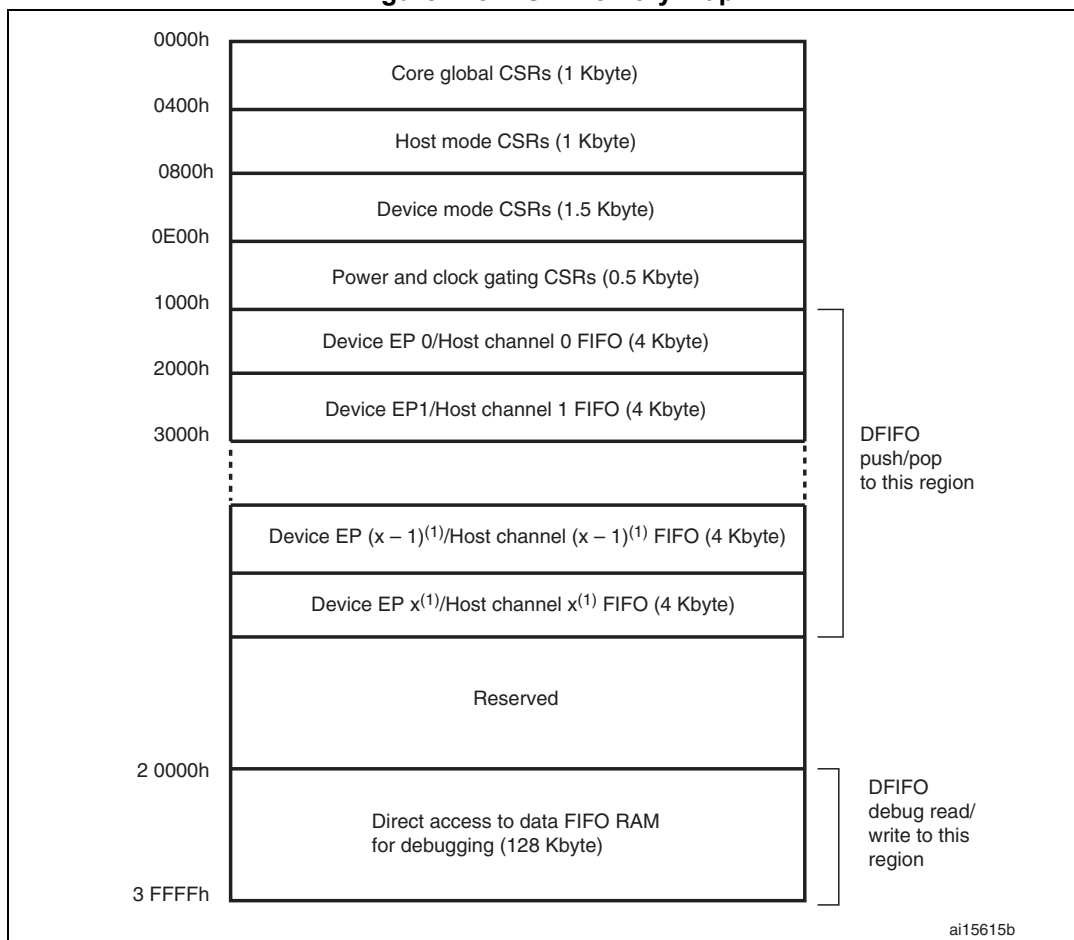 0000h
Core global CSRs (1 Kbyte)
0400h
Host mode CSRs (1 Kbyte)
0800h
Device mode CSRs (1.5 Kbyte)
0E00h
Power and clock gating CSRs (0.5 Kbyte)
1000h
Device EP 0/Host channel 0 FIFO (4 Kbyte)
2000h
Device EP1/Host channel 1 FIFO (4 Kbyte)
3000h
DFIFO
push/pop
to this region
Device EP (x – 1)(1)/Host channel (x – 1)(1) FIFO (4 Kbyte)
Device EP x(1)/Host channel x(1) FIFO (4 Kbyte)
Reserved
2 0000h
Direct access to data FIFO RAM
for debugging (128 Kbyte)
DFIFO
debug read/
write to this
region
3 FFFFh
ai15615b